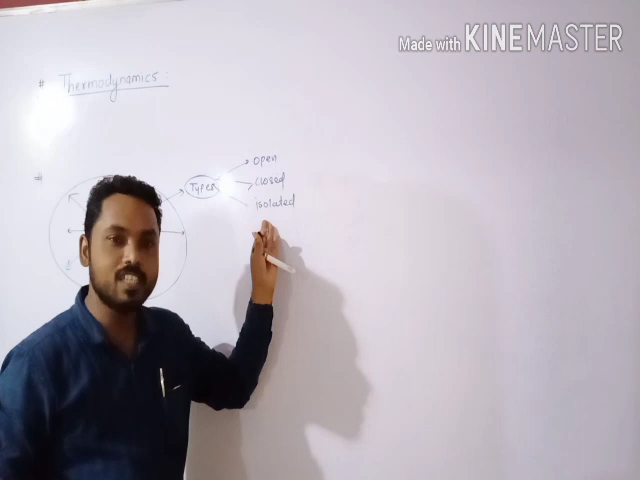 Made with KINEMASTER
# Thermodynamics :
#
Types
Open
Closed
isolated